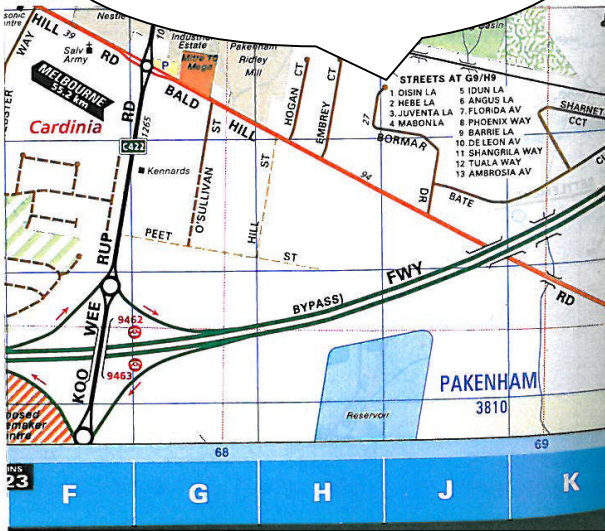 Nestle
HILL 39
RD
BALD
HILL
94
RD
WAY
Salv
Army
MELBOURNE
55.2 km
Cardinia
Industrial
Estate
Mitre 10
Mega
P
Pakenham
Ridley
Mill
HOGAN CT
EMBREY CT
27
BORMAR
DR
BATE
SHARNET
CCT
STREETS AT G9/H9
1 OISIN LA
2 HEBE LA
3 JUVENTA LA
4 MABON LA
5 IDUN LA
6 ANGUS LA
7 FLORIDA AV
8 PHOENIX WAY
9 BARRIE LA
10 DE LEON AV
11 SHANGRILA WAY
12 TUALA WAY
13 AMBROSIA AV
10
RD
1265
C422
Kennards
O'SULLIVAN
ST
HILL
ST
PEET
ST
KOO WEE RUP
9462
9463
BYPASS)
FWY
Reservoir
PAKENHAM
3810
68
69
23
F
G
H
J
K